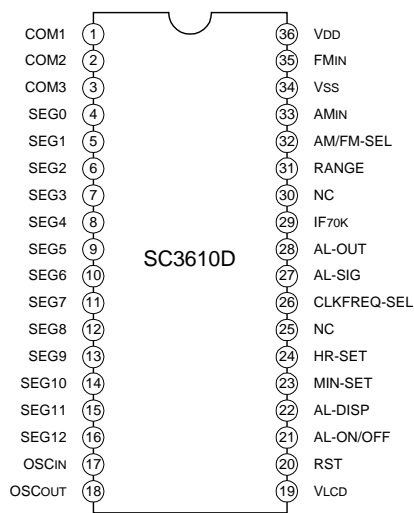 COM1 1 36 VDD
COM2 2 35 FMIN
COM3 3 34 VSS
SEG0 4 33 AMIN
SEG1 5 32 AM/FM-SEL
SEG2 6 31 RANGE
SEG3 7 30 NC
SEG4 8 29 IF70K
SEG5 9 28 AL-OUT
SC3610D
SEG6 10 27 AL-SIG
SEG7 11 26 CLKFREQ-SEL
SEG8 12 25 NC
SEG9 13 24 HR-SET
SEG10 14 23 MIN-SET
SEG11 15 22 AL-DISP
SEG12 16 21 AL-ON/OFF
OSCIN 17 20 RST
OSCOUT 18 19 VLCD